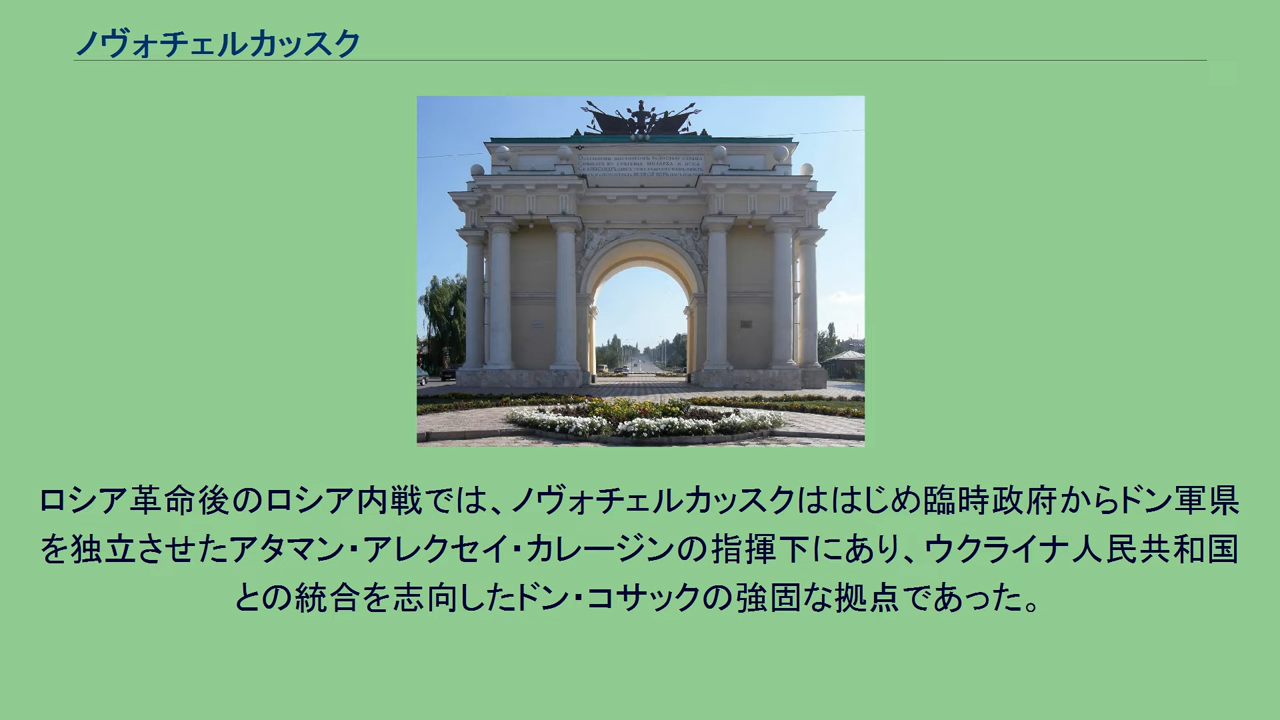 ノヴォチェルカッスク
ロシア革命後のロシア内戦では、ノヴォチェルカッスクははじめ臨時政府からドン軍県
を独立させたアタマン・アレクセイ・カレージンの指揮下にあり、ウクライナ人民共和国
との統合を志向したドン・コサックの強固な拠点であった。